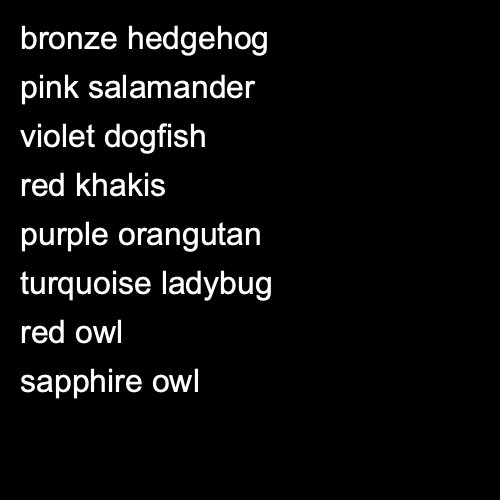 bronze hedgehog
pink salamander
violet dogfish
red khakis
purple orangutan
turquoise ladybug
red owl
sapphire owl